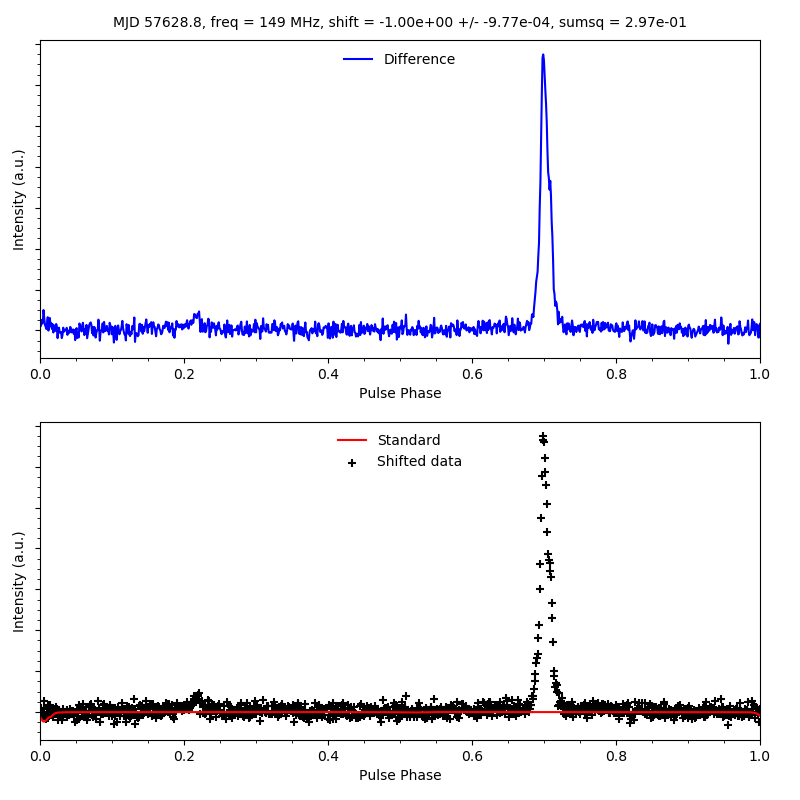 MJD 57628.8, freq = 149 MHz, shift = -1.00e+00 +/- -9.77e-04, sumsq = 2.97e-01
Difference
Intensity (a.u.)
0.0 0.2 0.4 0.6 0.8 1.0
Pulse Phase
Standard
Shifted data
Intensity (a.u.)
0.0 0.2 0.4 0.6 0.8 1.0
Pulse Phase